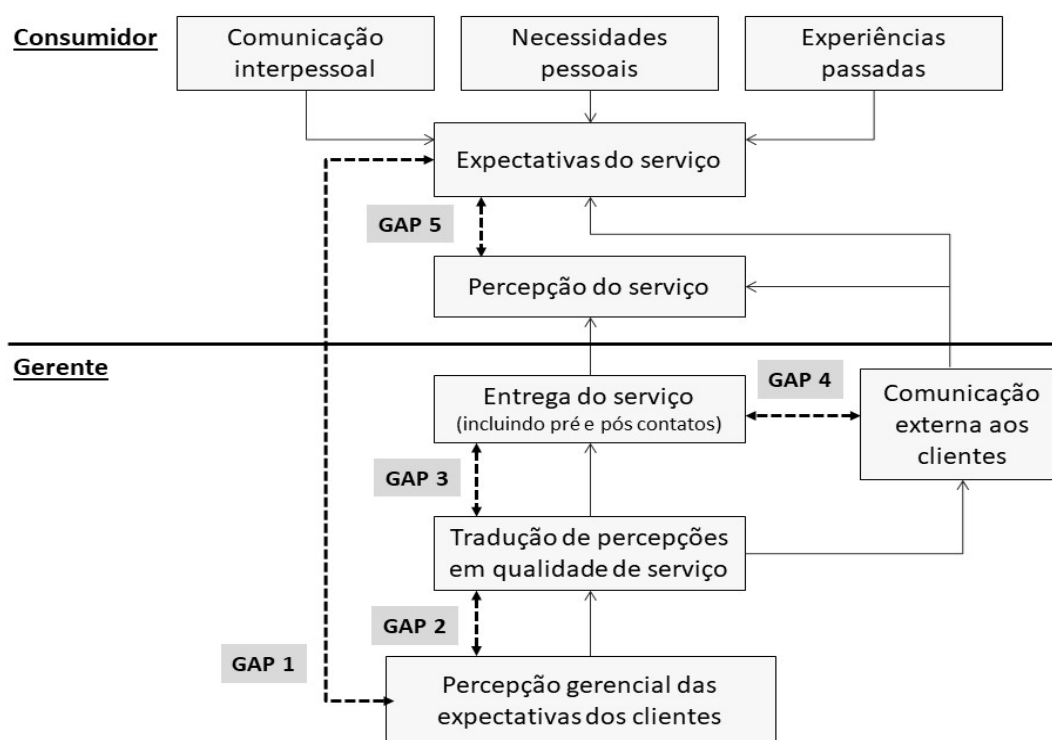 Consumidor
Comunicação
interpessoal
Necessidades
pessoais
Experiências
passadas
Expectativas do serviço
GAP 5
Percepção do serviço
Gerente
GAP 4
Entrega do serviço
(incluindo pré e pós contatos)
Comunicação
externa aos
clientes
GAP 3
Tradução de percepções
em qualidade de serviço
GAP 2
GAP 1
Percepção gerencial das
expectativas dos clientes